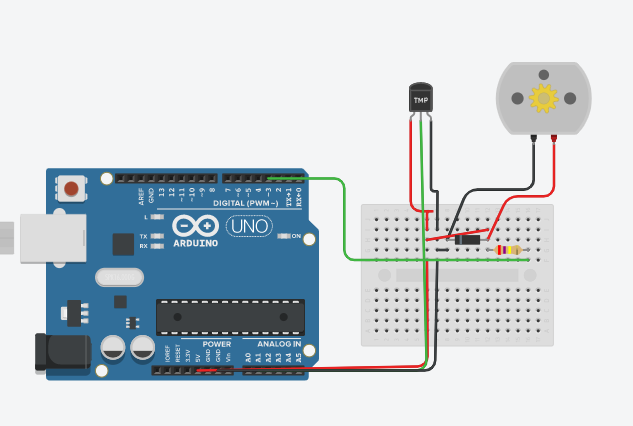 TMP
AREF
GND
13
12
~11
~10
~9
8
7
~6
~5
4
~3
2
TX→1
RX←0
DIGITAL (PWM~)
L
TX
RX
ARDUINO
UNO
ON
POWER
ANALOG IN
IOREF
RESET
3.3V
5V
GND
GND
Vin
A0
A1
A2
A3
A4
A5